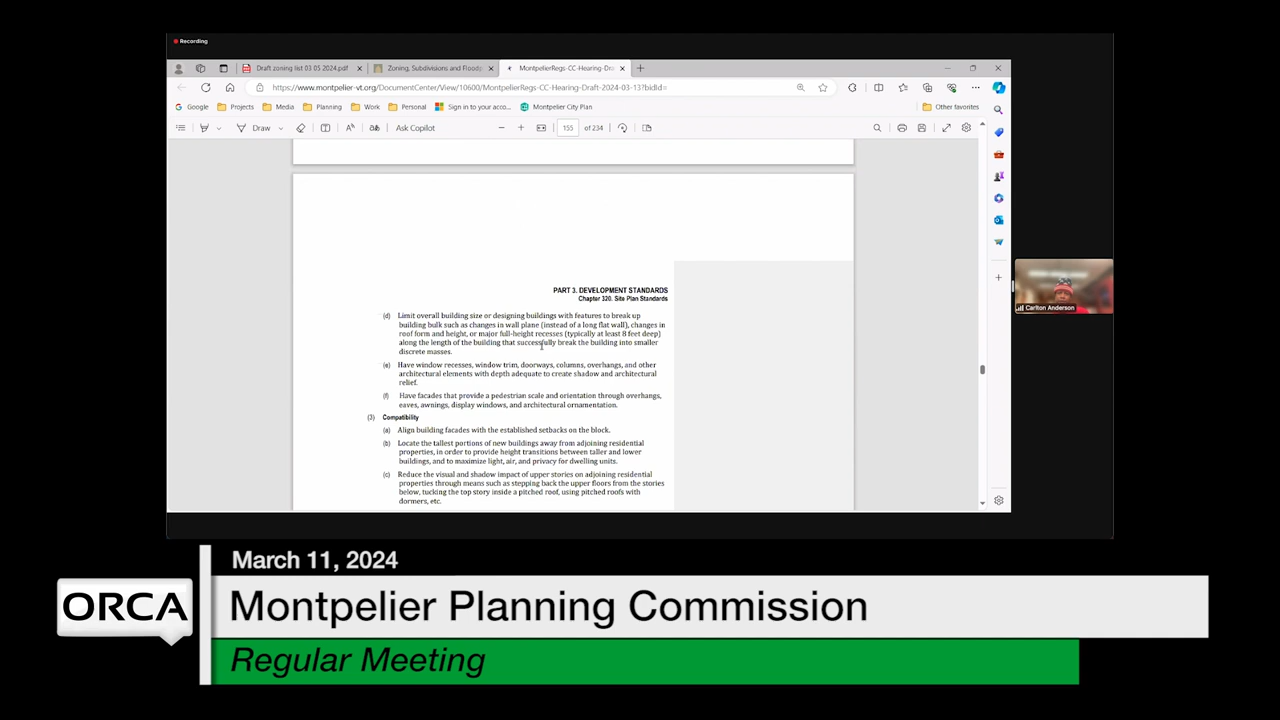 Recording
Draft zoning list 03 05 2024.pdf
Zoning, Subdivisions and Floodp
MontpelierRegs-CC-Hearing-Dra
https://www.montpelier-vt.org/DocumentCenter/View/10600/MontpelierRegs-CC-Hearing-Draft-2024-03-13?bidId=
Google Projects Media Planning Work Personal Sign in to your acco... Montpelier City Plan Other favorites
Draw Ask Copilot 155 of 234
PART 3. DEVELOPMENT STANDARDS
Chapter 320. Site Plan Standards
(d) Limit overall building size or designing buildings with features to break up
building bulk such as changes in wall plane (instead of a long flat wall), changes in
roof form and height, or major full-height recesses (typically at least 8 feet deep)
along the length of the building that successfully break the building into smaller
discrete masses.
(e) Have window recesses, window trim, doorways, columns, overhangs, and other
architectural elements with depth adequate to create shadow and architectural
relief.
(f) Have facades that provide a pedestrian scale and orientation through overhangs,
eaves, awnings, display windows, and architectural ornamentation.
(3) Compatibility
(a) Align building facades with the established setbacks on the block.
(b) Locate the tallest portions of new buildings away from adjoining residential
properties, in order to provide height transitions between taller and lower
buildings, and to maximize light, air, and privacy for dwelling units.
(c) Reduce the visual and shadow impact of upper stories on adjoining residential
properties through means such as stepping back the upper floors from the stories
below, tucking the top story inside a pitched roof, using pitched roofs with
dormers, etc.
Carlton Anderson
March 11, 2024
ORCA
Montpelier Planning Commission
Regular Meeting